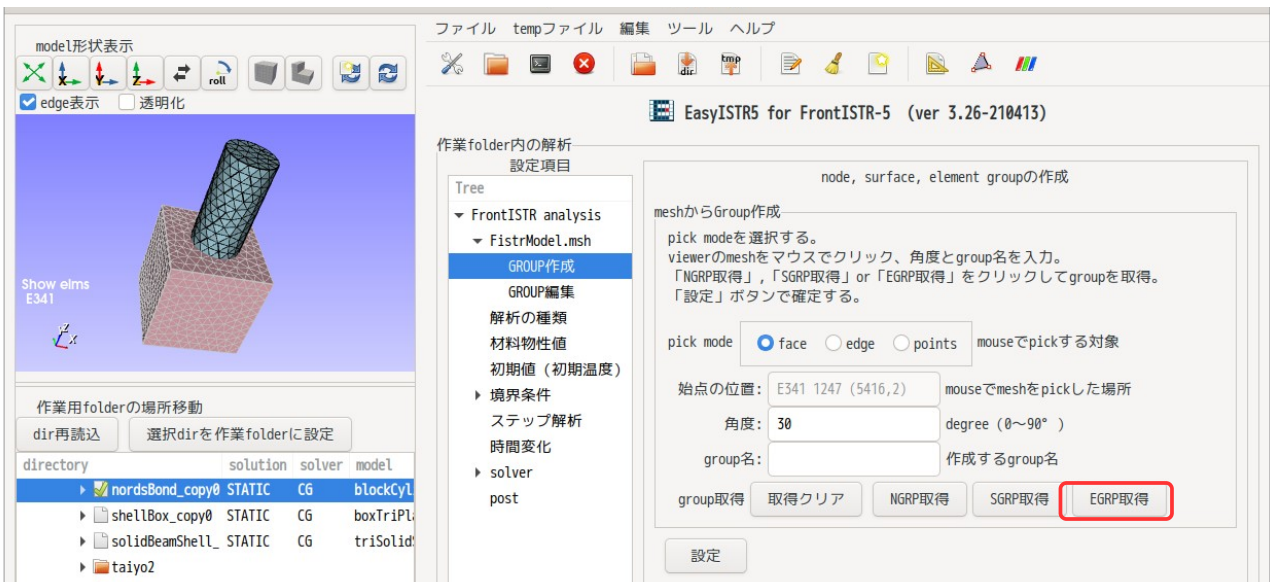 model形状表示
x
y
z
roll
edge表示 透明化
Show elms
E341
z
x
作業用folderの場所移動
dir再読込 選択dirを作業folderに設定
directory solution solver model
nordsBond_copy0 STATIC CG blockCyl
shellBox_copy0 STATIC CG boxTriPl
solidBeamShell_ STATIC CG triSolid
taiyo2
ファイル tempファイル 編集 ツール ヘルプ
dir
tmp
EasyISTR5 for FrontISTR-5 (ver 3.26-210413)
作業folder内の解析
設定項目
Tree
FrontISTR analysis
FistrModel.msh
GROUP作成
GROUP編集
解析の種類
材料物性値
初期値 (初期温度)
境界条件
ステップ解析
時間変化
solver
post
node, surface, element groupの作成
meshからGroup作成
pick modeを選択する。
viewerのmeshをマウスでクリック、角度とgroup名を入力。
「NGRP取得」,「SGRP取得」or「EGRP取得」をクリックしてgroupを取得。
「設定」ボタンで確定する。
pick mode face edge points mouseでpickする対象
始点の位置: E341 1247 (5416,2) mouseでmeshをpickした場所
角度: 30 degree (0～90° )
group名: 作成するgroup名
group取得 取得クリア NGRP取得 SGRP取得 EGRP取得
設定